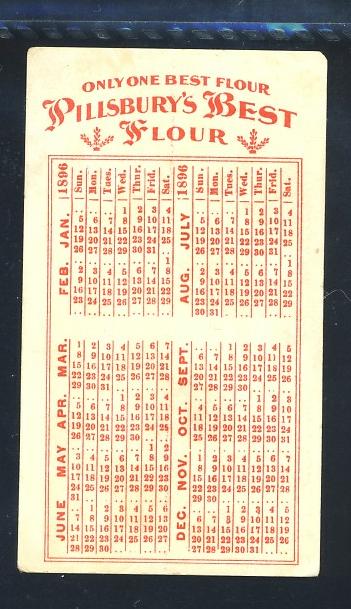 ONLY ONE BEST FLOUR
PILLSBURY'S BEST
FLOUR
1896 Sun. Mon. Tues. Wed. Thur. Frid. Sat.
JAN.
.. .. .. 1 2 3 4
5 6 7 8 9 10 11
12 13 14 15 16 17 18
19 20 21 22 23 24 25
26 27 28 29 30 31 ..
FEB.
.. .. .. .. .. .. 1
2 3 4 5 6 7 8
9 10 11 12 13 14 15
16 17 18 19 20 21 22
23 24 25 26 27 28 29
MAR.
1 2 3 4 5 6 7
8 9 10 11 12 13 14
15 16 17 18 19 20 21
22 23 24 25 26 27 28
29 30 31 .. .. .. ..
APR.
.. .. .. 1 2 3 4
5 6 7 8 9 10 11
12 13 14 15 16 17 18
19 20 21 22 23 24 25
26 27 28 29 30 .. ..
MAY
.. .. .. .. .. 1 2
3 4 5 6 7 8 9
10 11 12 13 14 15 16
17 18 19 20 21 22 23
24 25 26 27 28 29 30
31 .. .. .. .. .. ..
JUNE
.. 1 2 3 4 5 6
7 8 9 10 11 12 13
14 15 16 17 18 19 20
21 22 23 24 25 26 27
28 29 30 .. .. .. ..
1896 Sun. Mon. Tues. Wed. Thur. Frid. Sat.
JULY
.. .. .. 1 2 3 4
5 6 7 8 9 10 11
12 13 14 15 16 17 18
19 20 21 22 23 24 25
26 27 28 29 30 31 ..
AUG.
.. .. .. .. .. .. 1
2 3 4 5 6 7 8
9 10 11 12 13 14 15
16 17 18 19 20 21 22
23 24 25 26 27 28 29
30 31 .. .. .. .. ..
SEPT.
.. .. 1 2 3 4 5
6 7 8 9 10 11 12
13 14 15 16 17 18 19
20 21 22 23 24 25 26
27 28 29 30 .. .. ..
OCT.
.. .. .. .. 1 2 3
4 5 6 7 8 9 10
11 12 13 14 15 16 17
18 19 20 21 22 23 24
25 26 27 28 29 30 31
NOV.
1 2 3 4 5 6 7
8 9 10 11 12 13 14
15 16 17 18 19 20 21
22 23 24 25 26 27 28
29 30 .. .. .. .. ..
DEC.
.. .. 1 2 3 4 5
6 7 8 9 10 11 12
13 14 15 16 17 18 19
20 21 22 23 24 25 26
27 28 29 30 31 .. ..